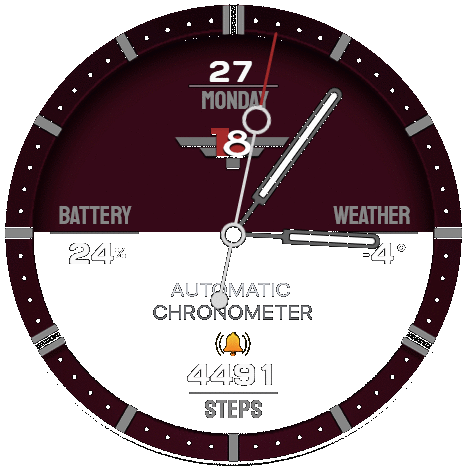 27
MONDAY
18
BATTERY
WEATHER
24%
-4°
AUTOMATIC
CHRONOMETER
4491
STEPS